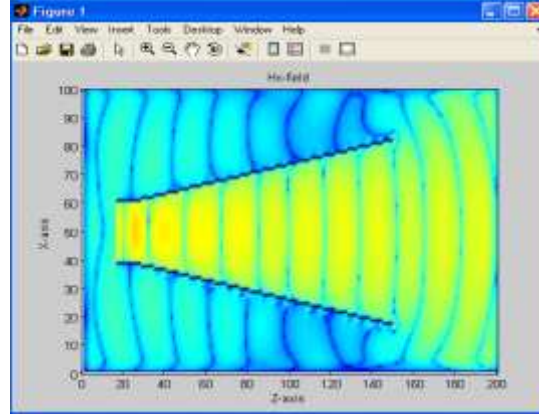 Figure 1
File Edit View Insert Tools Desktop Window Help
Hx-field
100
90
80
70
60
50
40
30
20
10
0
X-axis
0 20 40 60 80 100 120 140 160 180 200
Z-axis